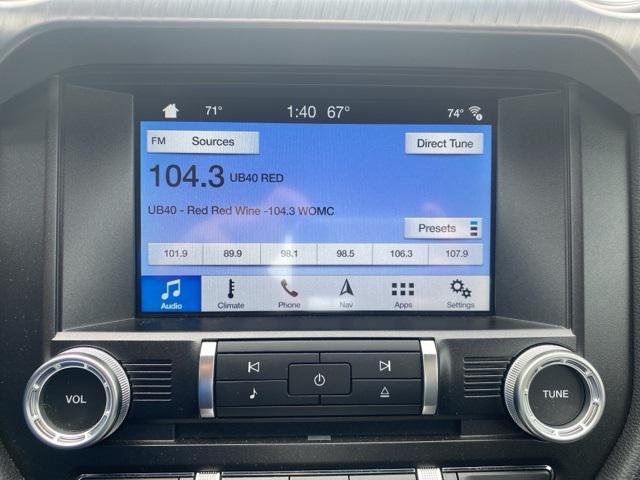 71° 1:40 67° 74°
FM Sources Direct Tune
104.3 UB40 RED
UB40 - Red Red Wine -104.3 WOMC
Presets
101.9 89.9 98.1 98.5 106.3 107.9
Audio Climate Phone Nav Apps Settings
VOL TUNE